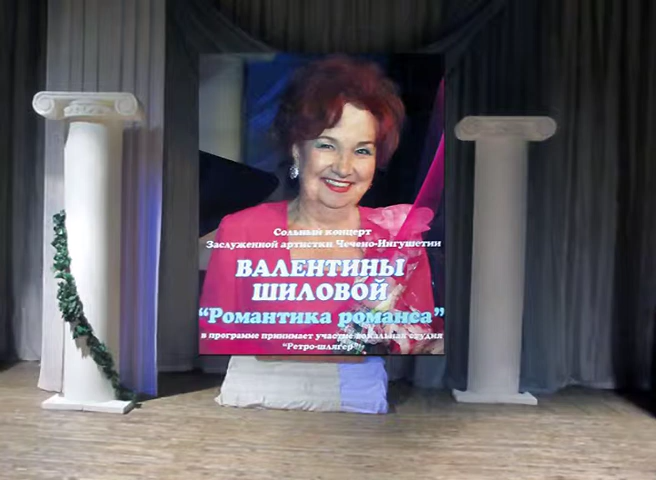 Сольный концерт
Заслуженной артистки Чечено-Ингушетии
ВАЛЕНТИНЫ
ШИЛОВОЙ
“Романтика романса”
в программе принимает участие вокальная студия
“Ретро-шлягер”